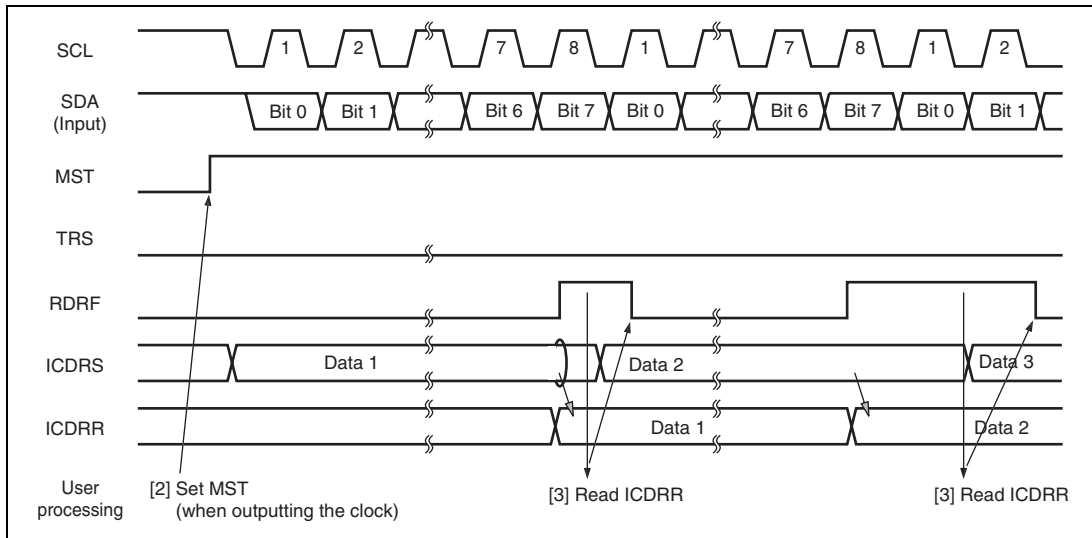 SCL 1 2 7 8 1 7 8 1 2
SDA
(Input)
Bit 0 Bit 1 Bit 6 Bit 7 Bit 0 Bit 6 Bit 7 Bit 0 Bit 1
MST
TRS
RDRF
ICDRS Data 1 Data 2 Data 3
ICDRR Data 1 Data 2
User
processing
[2] Set MST
(when outputting the clock)
[3] Read ICDRR
[3] Read ICDRR